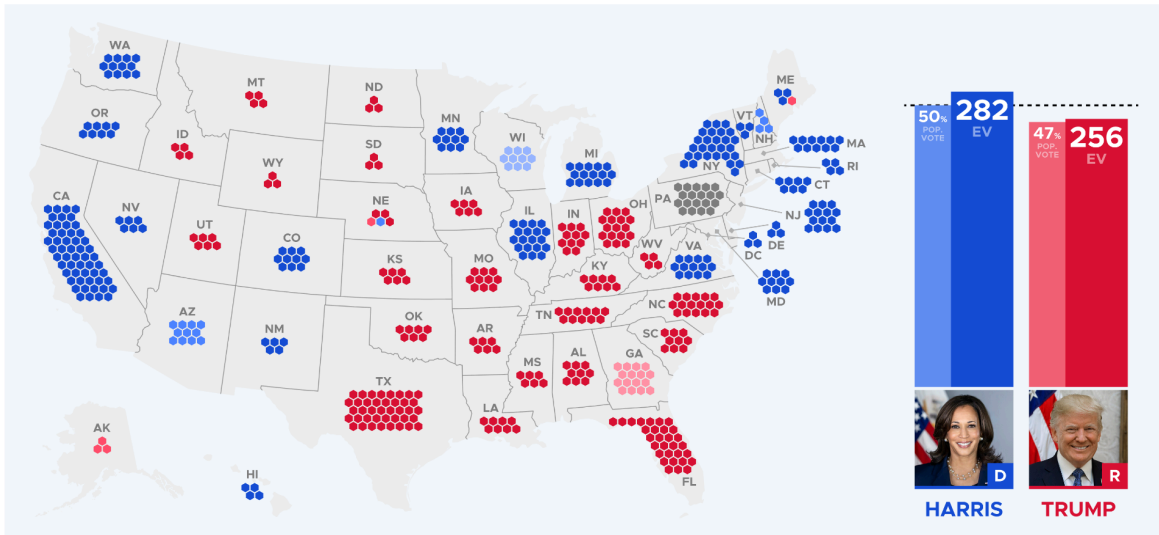 WA
ME
MT
ND
OR
MN
VT
50%
POP.
VOTE
282
EV
47%
POP.
VOTE
256
EV
ID
WI
NH
MA
SD
MI
WY
NY
RI
CT
CA
NV
NE
IA
PA
OH
NJ
UT
CO
IL
IN
WV
VA
DE
DC
KS
MO
KY
MD
AZ
NM
OK
AR
TN
NC
SC
TX
MS
AL
GA
LA
AK
HI
FL
D
R
HARRIS
TRUMP